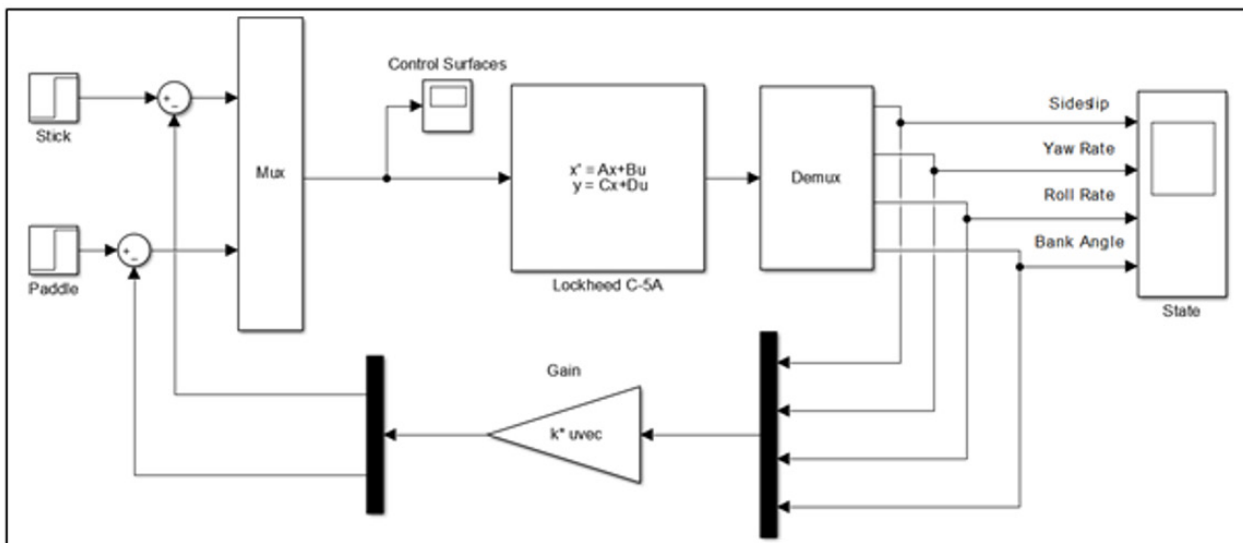 Control Surfaces
Stick
+
-
Mux
x' = Ax+Bu
y = Cx+Du
Lockheed C-5A
Demux
Sideslip
Yaw Rate
Roll Rate
Bank Angle
State
+
-
Paddle
Gain
k* uvec